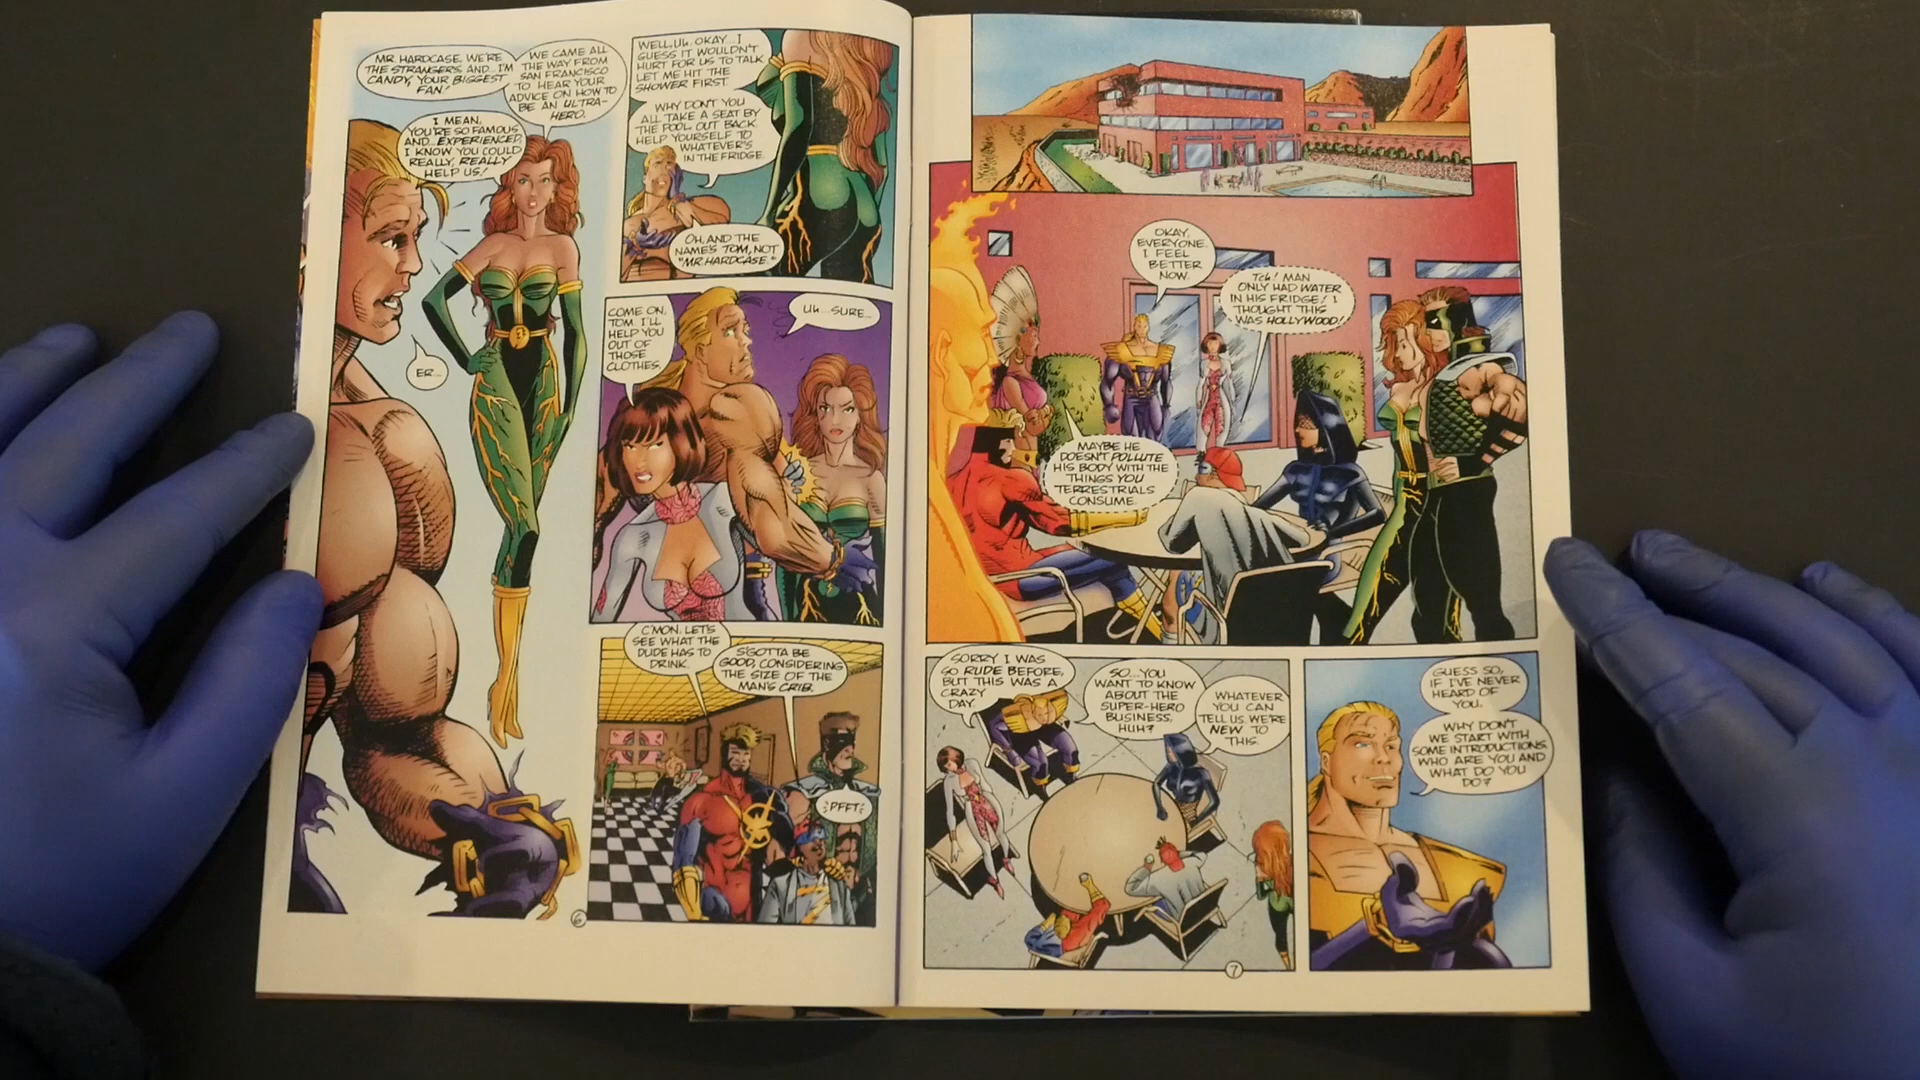 MR. HARDCASE, WE'RE
THE STRANGERS AND... I'M
CANDY, YOUR BIGGEST
FAN!
WE CAME ALL
THE WAY FROM
SAN FRANCISCO
TO HEAR YOUR
ADVICE ON HOW TO
BE AN ULTRA-
HERO.
I MEAN,
YOU'RE SO FAMOUS
AND...EXPERIENCED,
I KNOW YOU COULD
REALLY, REALLY
HELP US!
ER...
WELL, Uh, OKAY...I
GUESS IT WOULDN'T
HURT FOR US TO TALK.
LET ME HIT THE
SHOWER FIRST.
WHY DON'T YOU
ALL TAKE A SEAT BY
THE POOL OUT BACK.
HELP YOURSELF TO
WHATEVER'S
IN THE FRIDGE.
OH, AND THE
NAME'S TOM, NOT
"MR. HARDCASE."
COME ON,
TOM. I'LL
HELP YOU
OUT OF
THOSE
CLOTHES.
Uh...SURE...
C'MON, LET'S
SEE WHAT THE
DUDE HAS TO
DRINK.
S'GOTTA BE
GOOD, CONSIDERING
THE SIZE OF THE
MAN'S CRIB.
PFFT
6
OKAY,
EVERYONE.
I FEEL
BETTER
NOW.
Tch! MAN
ONLY HAD WATER
IN HIS FRIDGE! I
THOUGHT THIS
WAS HOLLYWOOD!
MAYBE HE
DOESN'T POLLUTE
HIS BODY WITH THE
THINGS YOU
TERRESTRIALS
CONSUME.
SORRY I WAS
SO RUDE BEFORE,
BUT THIS WAS A
CRAZY
DAY.
SO...YOU
WANT TO KNOW
ABOUT THE
SUPER-HERO
BUSINESS,
HUH?
WHATEVER
YOU CAN
TELL US. WE'RE
NEW TO
THIS.
GUESS SO,
IF I'VE NEVER
HEARD OF
YOU.
WHY DON'T
WE START WITH
SOME INTRODUCTIONS.
WHO ARE YOU AND
WHAT DO YOU
DO?
7